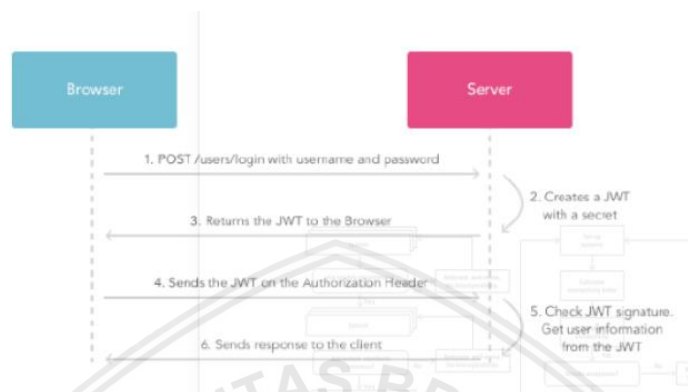 Browser
Server
1. POST /users/login with username and password
2. Creates a JWT
with a secret
3. Returns the JWT to the Browser
4. Sends the JWT on the Authorization Header
5. Check JWT signature.
Get user information
from the JWT
6. Sends response to the client